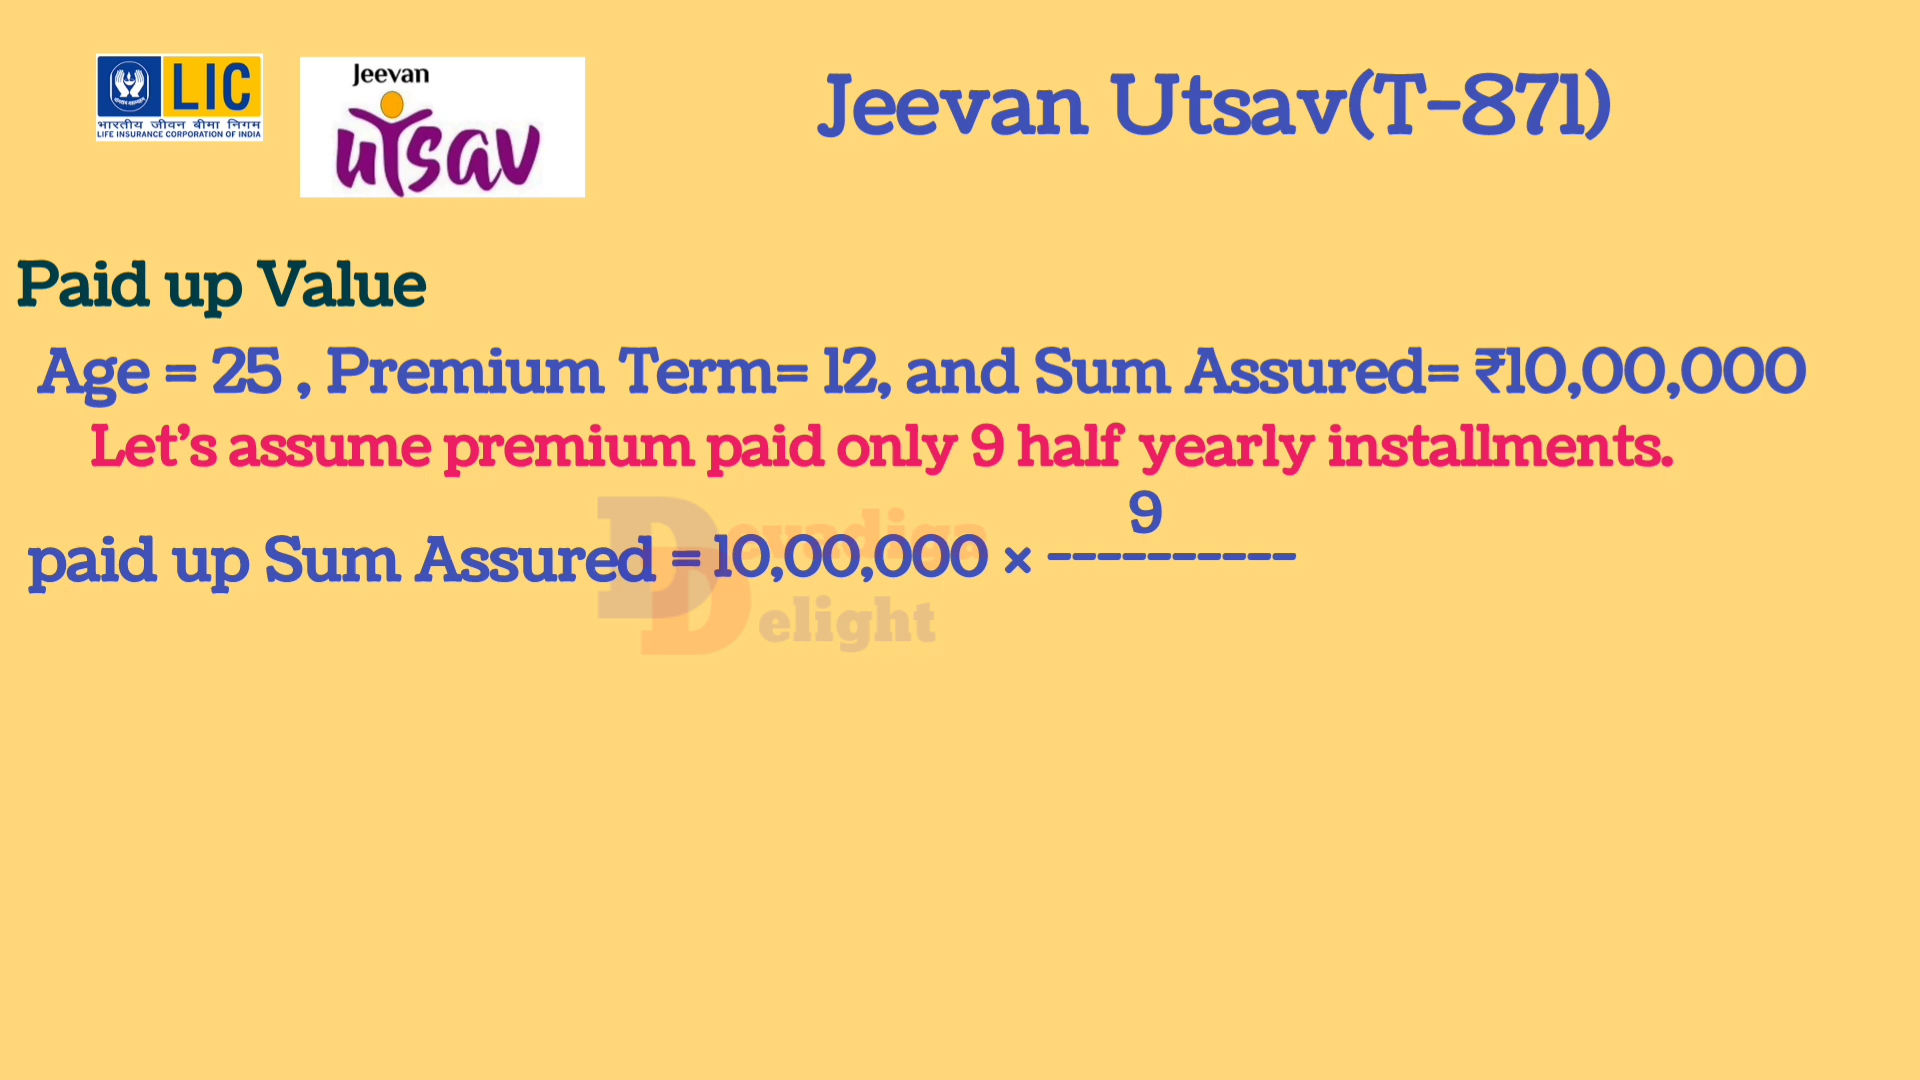 LIC
भारतीय जीवन बीमा निगम
LIFE INSURANCE CORPORATION OF INDIA
Jeevan
utsav
Jeevan Utsav(T-871)
Paid up Value
Age = 25 , Premium Term= 12, and Sum Assured= ₹10,00,000
Let's assume premium paid only 9 half yearly installments.
9
paid up Sum Assured = 10,00,000 × ----------
Devadiga
Delight